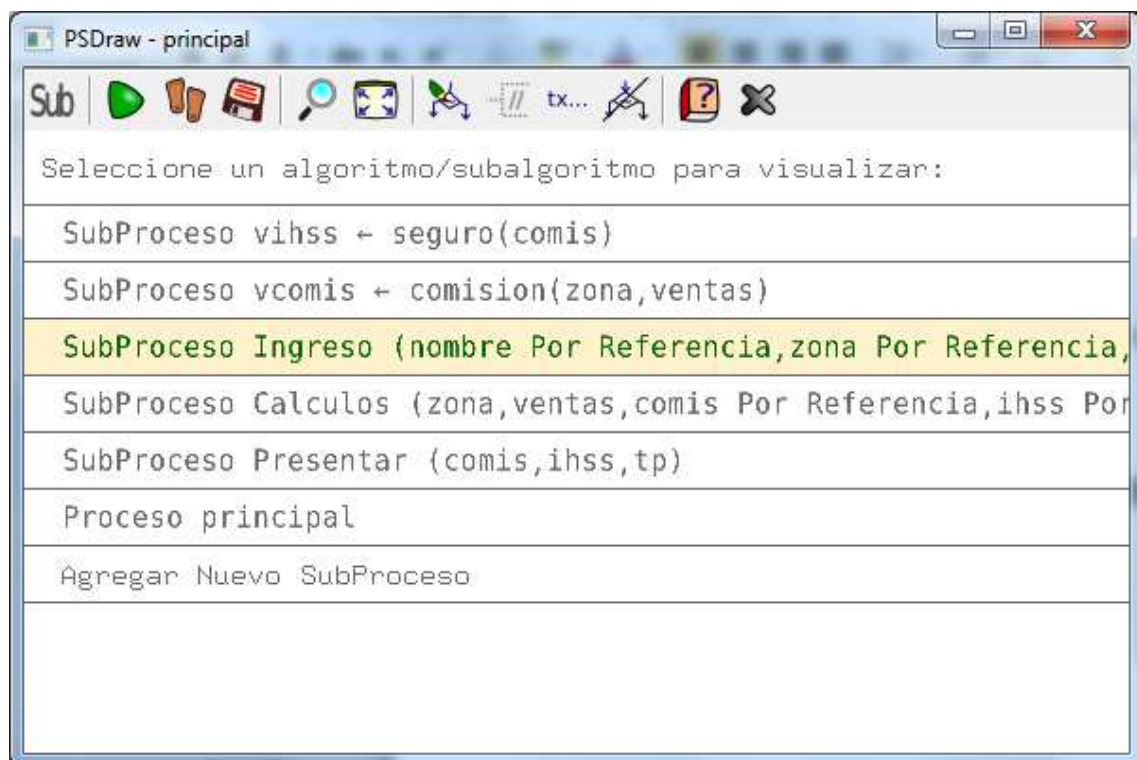 PSDraw - principal
Sub tx...
Seleccione un algoritmo/subalgoritmo para visualizar:
SubProceso vihss ← seguro(comis)
SubProceso vcomis ← comision(zona,ventas)
SubProceso Ingreso (nombre Por Referencia,zona Por Referencia,
SubProceso Calculos (zona,ventas,comis Por Referencia,ihss Por
SubProceso Presentar (comis,ihss,tp)
Proceso principal
Agregar Nuevo SubProceso